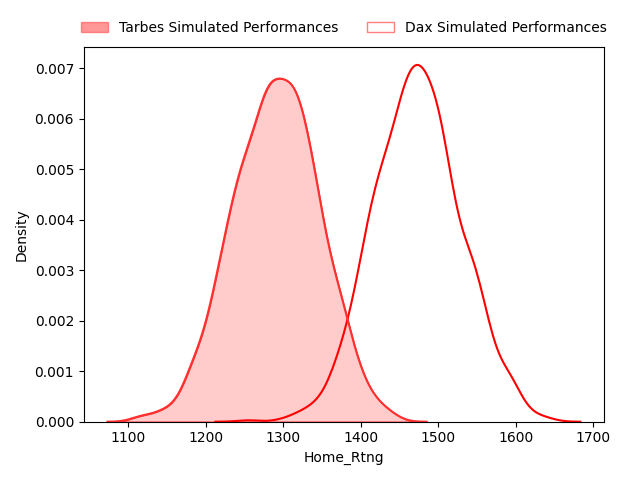 Tarbes Simulated Performances Dax Simulated Performances
0.007
0.006
0.005
0.004
0.003
0.002
0.001
0.000
Density
1100 1200 1300 1400 1500 1600 1700
Home_Rtng